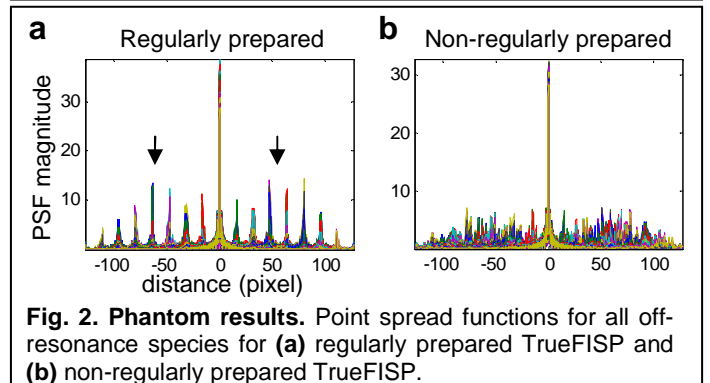 a
Regularly prepared
b
Non-regularly prepared
PSF magnitude
30
20
10
-100 -50 0 50 100
distance (pixel)
30
20
10
-100 -50 0 50 100
Fig. 2. Phantom results. Point spread functions for all off-
resonance species for (a) regularly prepared TrueFISP and
(b) non-regularly prepared TrueFISP.